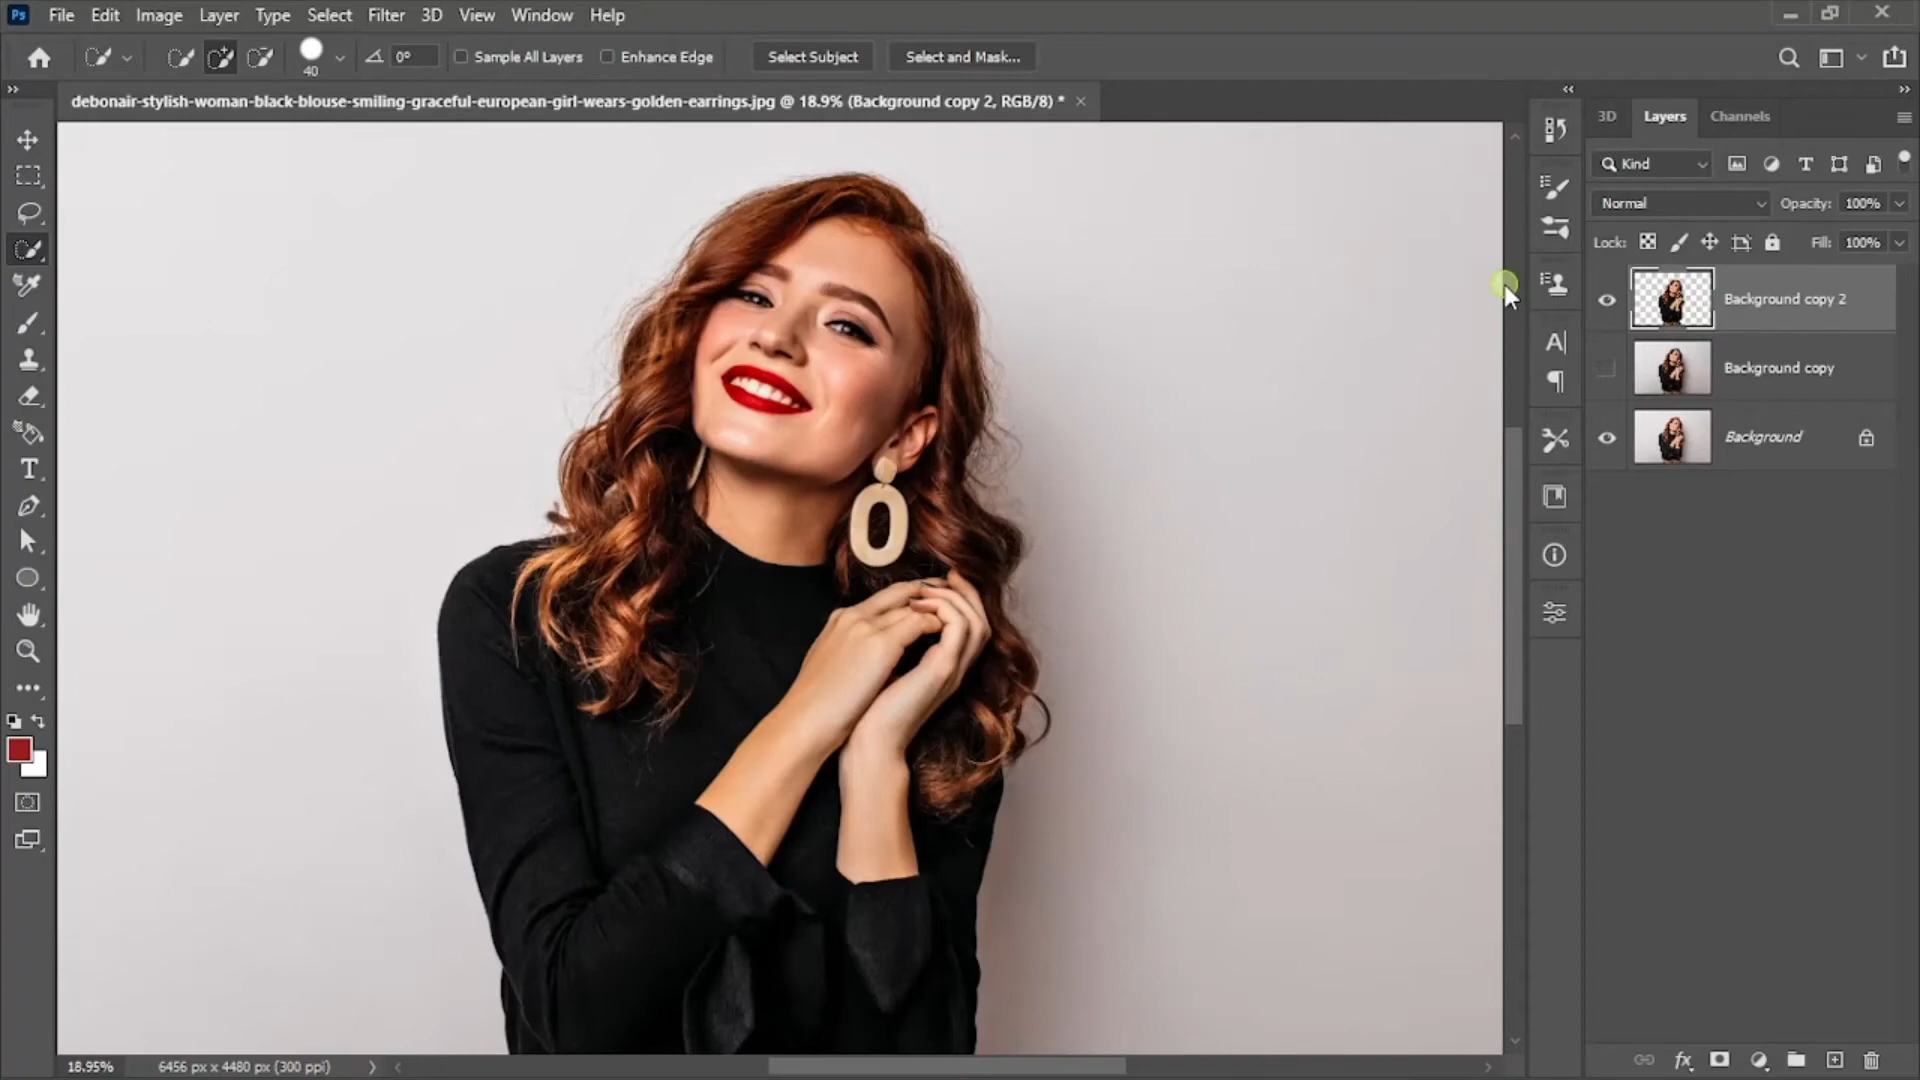 Ps File Edit Image Layer Type Select Filter 3D View Window Help
40 0° Sample All Layers Enhance Edge Select Subject Select and Mask...
debonair-stylish-woman-black-blouse-smiling-graceful-european-girl-wears-golden-earrings.jpg @ 18.9% (Background copy 2, RGB/8) *
3D Layers Channels
Kind
Normal Opacity: 100%
Lock: Fill: 100%
Background copy 2
Background copy
Background
18.95% 6456 px x 4480 px (300 ppi)